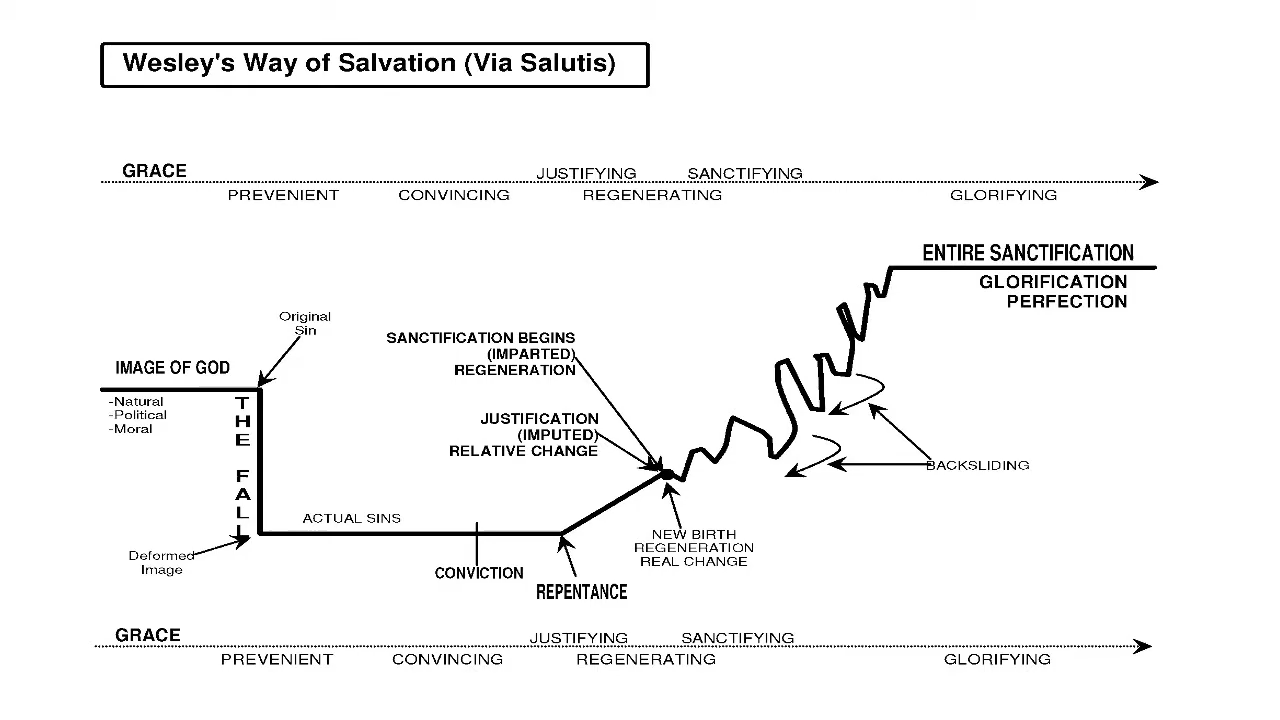 Wesley's Way of Salvation (Via Salutis)
GRACE
JUSTIFYING SANCTIFYING
PREVENIENT CONVINCING REGENERATING GLORIFYING
ENTIRE SANCTIFICATION
GLORIFICATION
PERFECTION
Original
Sin
SANCTIFICATION BEGINS
(IMPARTED)
REGENERATION
IMAGE OF GOD
-Natural
-Political
-Moral
THE FALL
JUSTIFICATION
(IMPUTED)
RELATIVE CHANGE
BACKSLIDING
ACTUAL SINS
NEW BIRTH
REGENERATION
REAL CHANGE
Deformed
Image
CONVICTION
REPENTANCE
GRACE
JUSTIFYING SANCTIFYING
PREVENIENT CONVINCING REGENERATING GLORIFYING